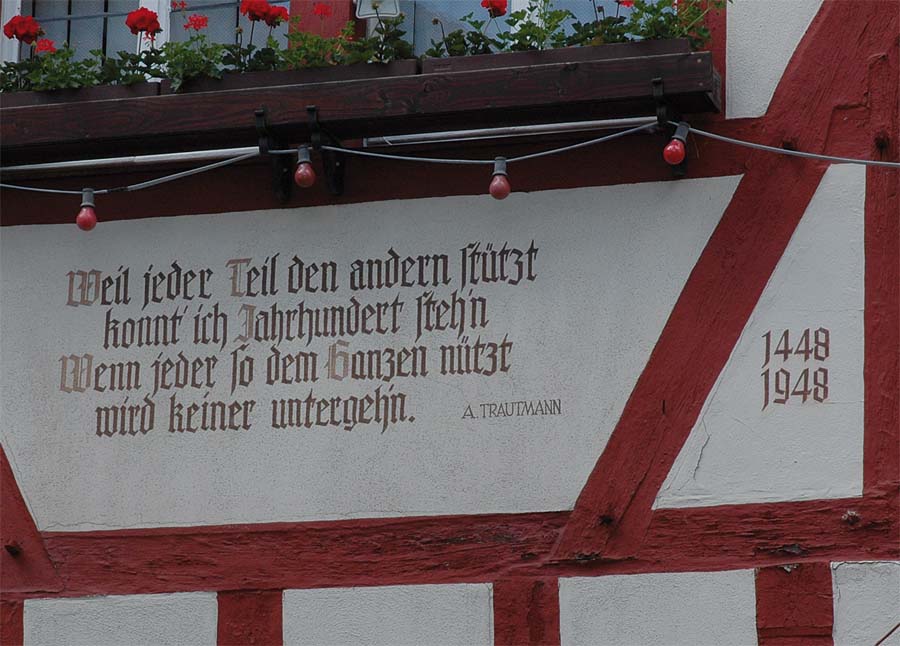 Weil jeder Teil den andern stützt
konnt' ich Jahrhundert steh'n
Wenn jeder so dem Ganzen nützt
wird keiner untergeh'n.
A. TRAUTMANN
1448
1948